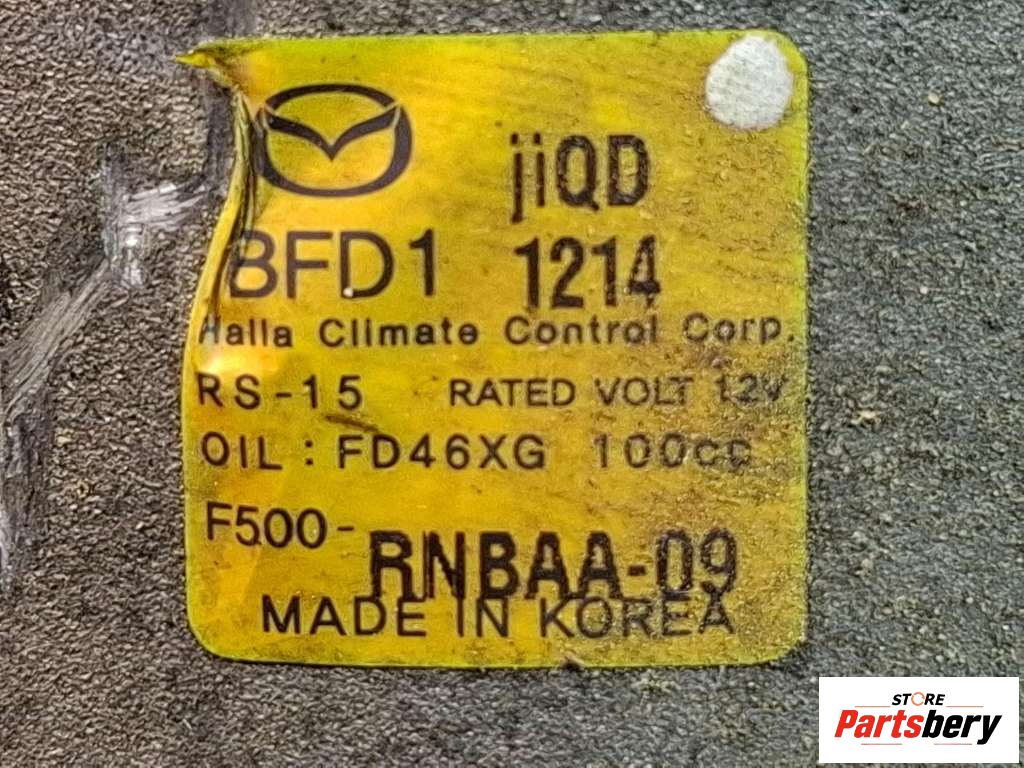 jiQD
BFD1 1214
Halla Climate Control Corp.
RS-15 RATED VOLT 12V
OIL : FD46XG 100cc
F500-RNBAA-09
MADE IN KOREA
STORE
Partsbery